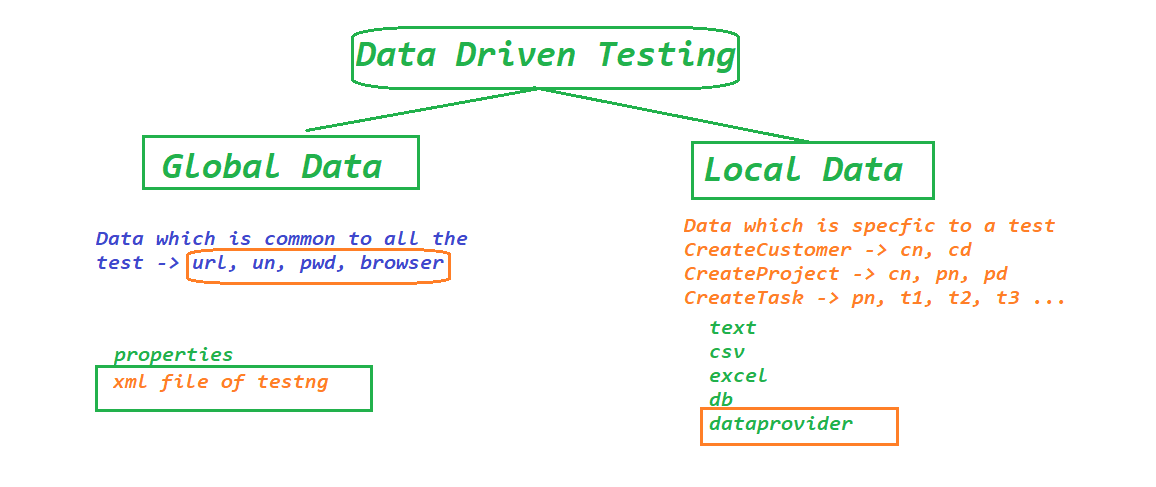 Data Driven Testing
Global Data
Data which is common to all the
test -> url, un, pwd, browser
properties
xml file of testng
Local Data
Data which is specfic to a test
CreateCustomer -> cn, cd
CreateProject -> cn, pn, pd
CreateTask -> pn, t1, t2, t3 ...
text
csv
excel
db
dataprovider